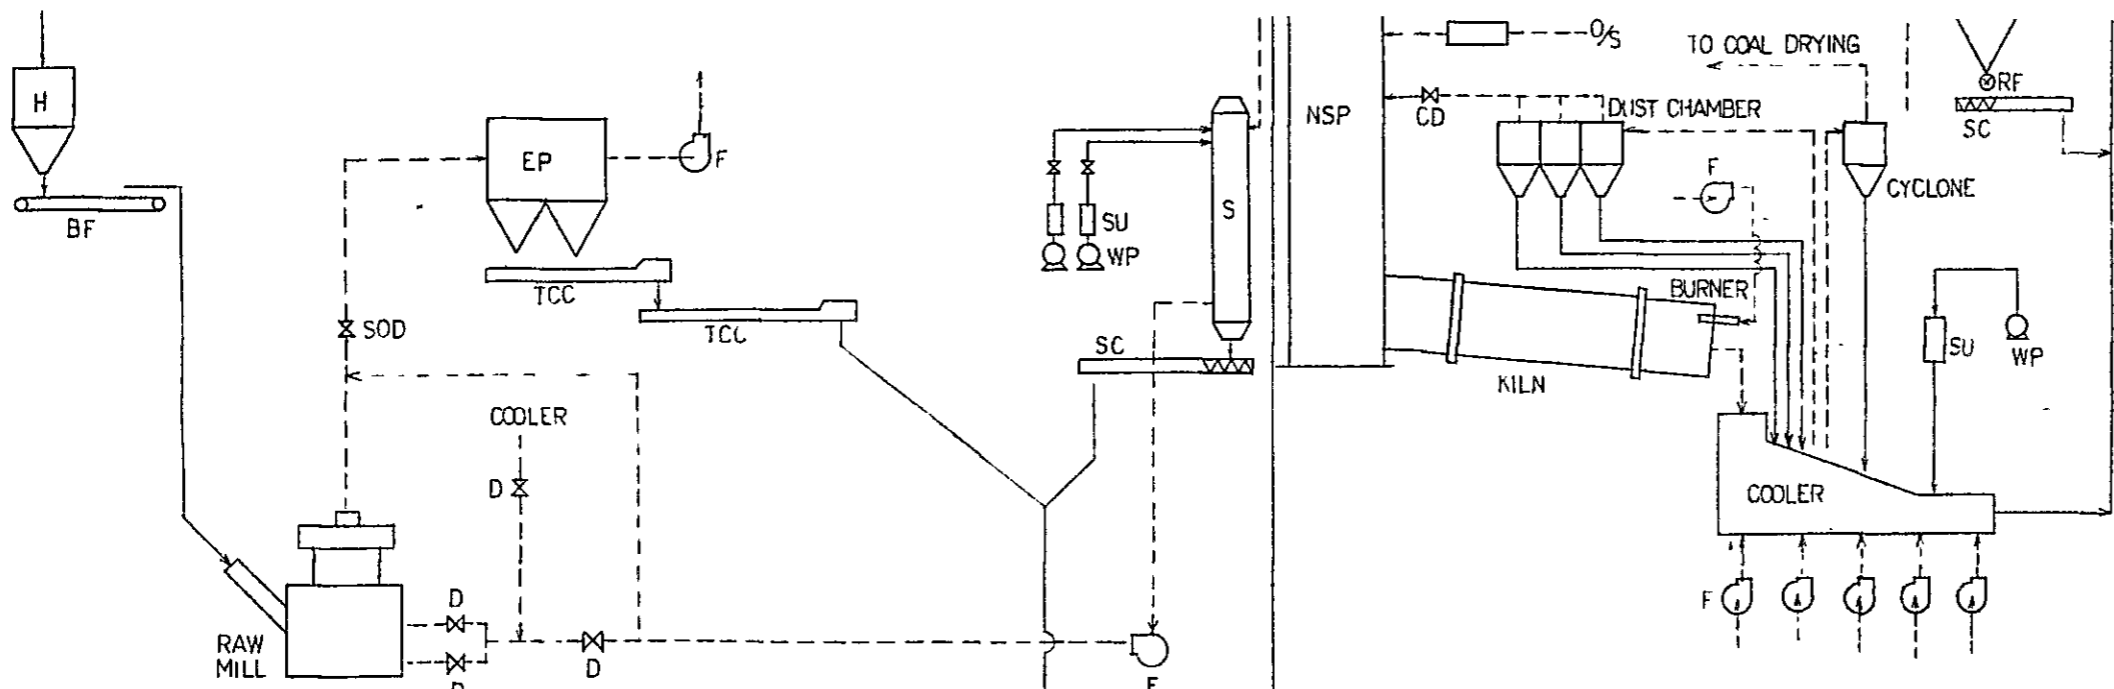 H
BF
RAW
MILL
SOD
EP
F
TCC
TCC
COOLER
D
D
D
D
SU
WP
S
SC
F
NSP
O/S
CD
DUST CHAMBER
TO COAL DRYING
CYCLONE
RF
SC
F
BURNER
KILN
SU
WP
COOLER
F